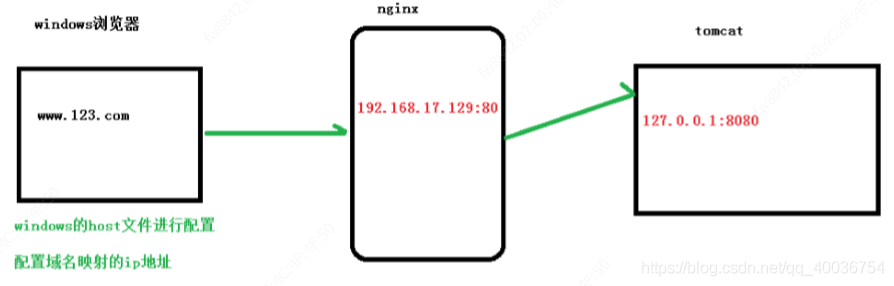 nginx
windows浏览器
tomcat
www.123.com
192.168.17.129:80
127.0.0.1:8080
windows的host文件进行配置
配置域名映射的ip地址
https://blog.csdn.net/qq_40036754